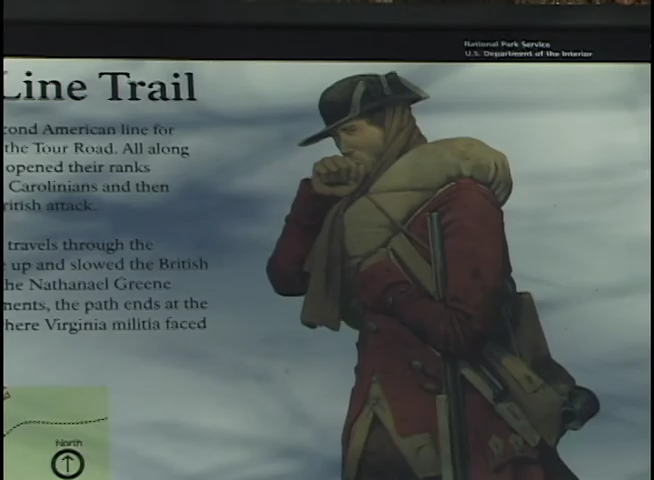 National Park Service
U.S. Department of the Interior
Line Trail
cond American line for
the Tour Road. All along
opened their ranks
Carolinians and then
ritish attack.
travels through the
e up and slowed the British
he Nathanael Greene
ments, the path ends at the
here Virginia militia faced
North